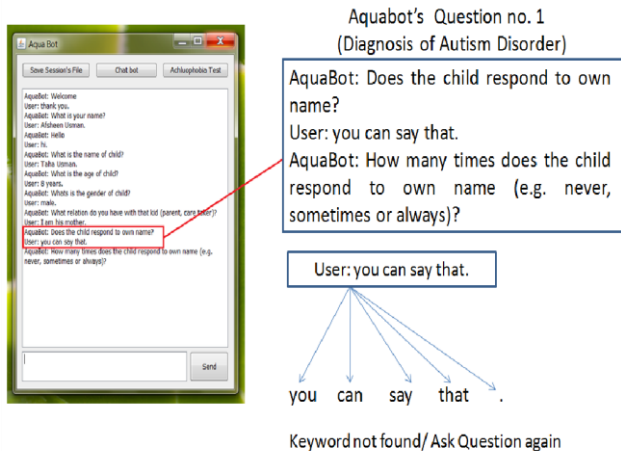 Aqua Bot
Save Session's File
Chat bot
Achluophobia Test
AquaBot: Welcome
User: thank you.
AquaBot: What is your name?
User: Afsheen Usman.
AquaBot: Hello
User: hi.
AquaBot: What is the name of child?
User: Taha Usman.
AquaBot: What is the age of child?
User: 8 years.
AquaBot: Whats is the gender of child?
User: male.
AquaBot: What relation do you have with that kid (parent, care taker)?
User: I am his mother.
AquaBot: Does the child respond to own name?
User: you can say that.
AquaBot: How many times does the child respond to own name (e.g.
never, sometimes or always)?
Send
Aquabot's Question no. 1
(Diagnosis of Autism Disorder)
AquaBot: Does the child respond to own
name?
User: you can say that.
AquaBot: How many times does the child
respond to own name (e.g. never,
sometimes or always)?
User: you can say that.
you can say that .
Keyword not found/ Ask Question again